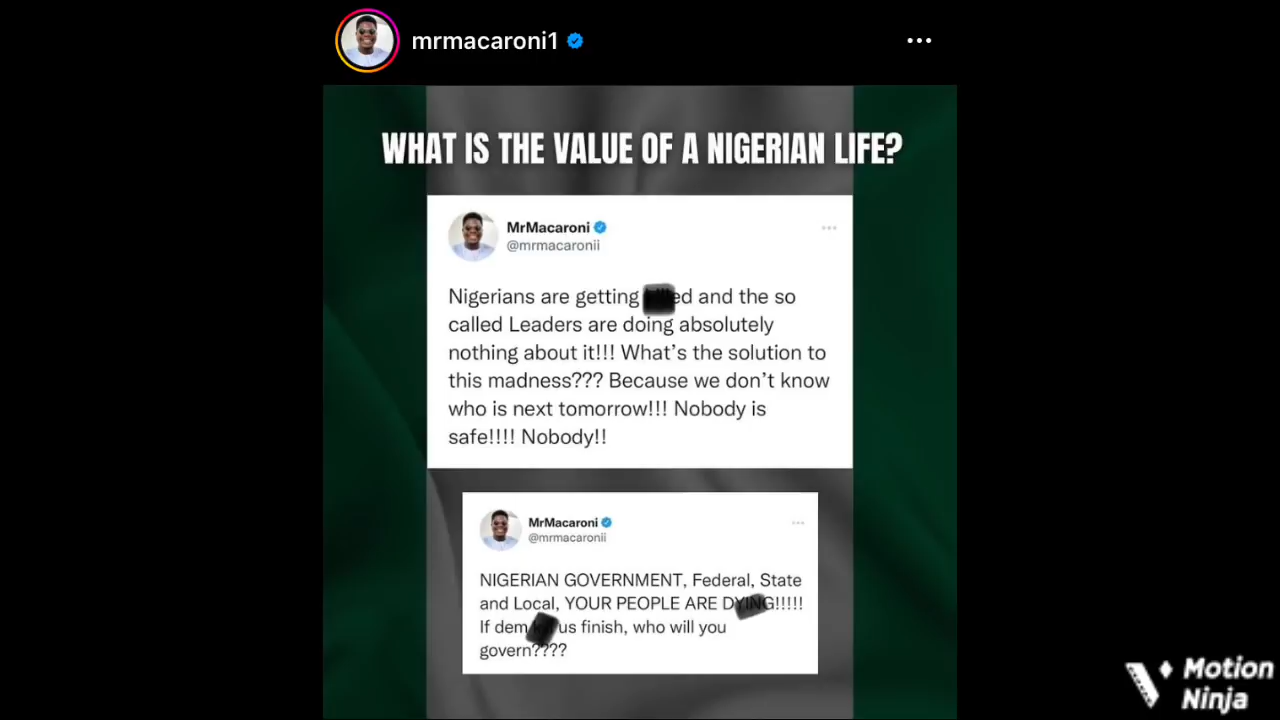 mrmacaroni1
WHAT IS THE VALUE OF A NIGERIAN LIFE?
MrMacaroni
@mrmacaronii
Nigerians are getting and the so
called Leaders are doing absolutely
nothing about it!!! What's the solution to
this madness??? Because we don't know
who is next tomorrow!!! Nobody is
safe!!!! Nobody!!
MrMacaroni
@mrmacaronii
NIGERIAN GOVERNMENT, Federal, State
and Local, YOUR PEOPLE ARE DYING!!!!!
If dem us finish, who will you
govern????
Motion
Ninja